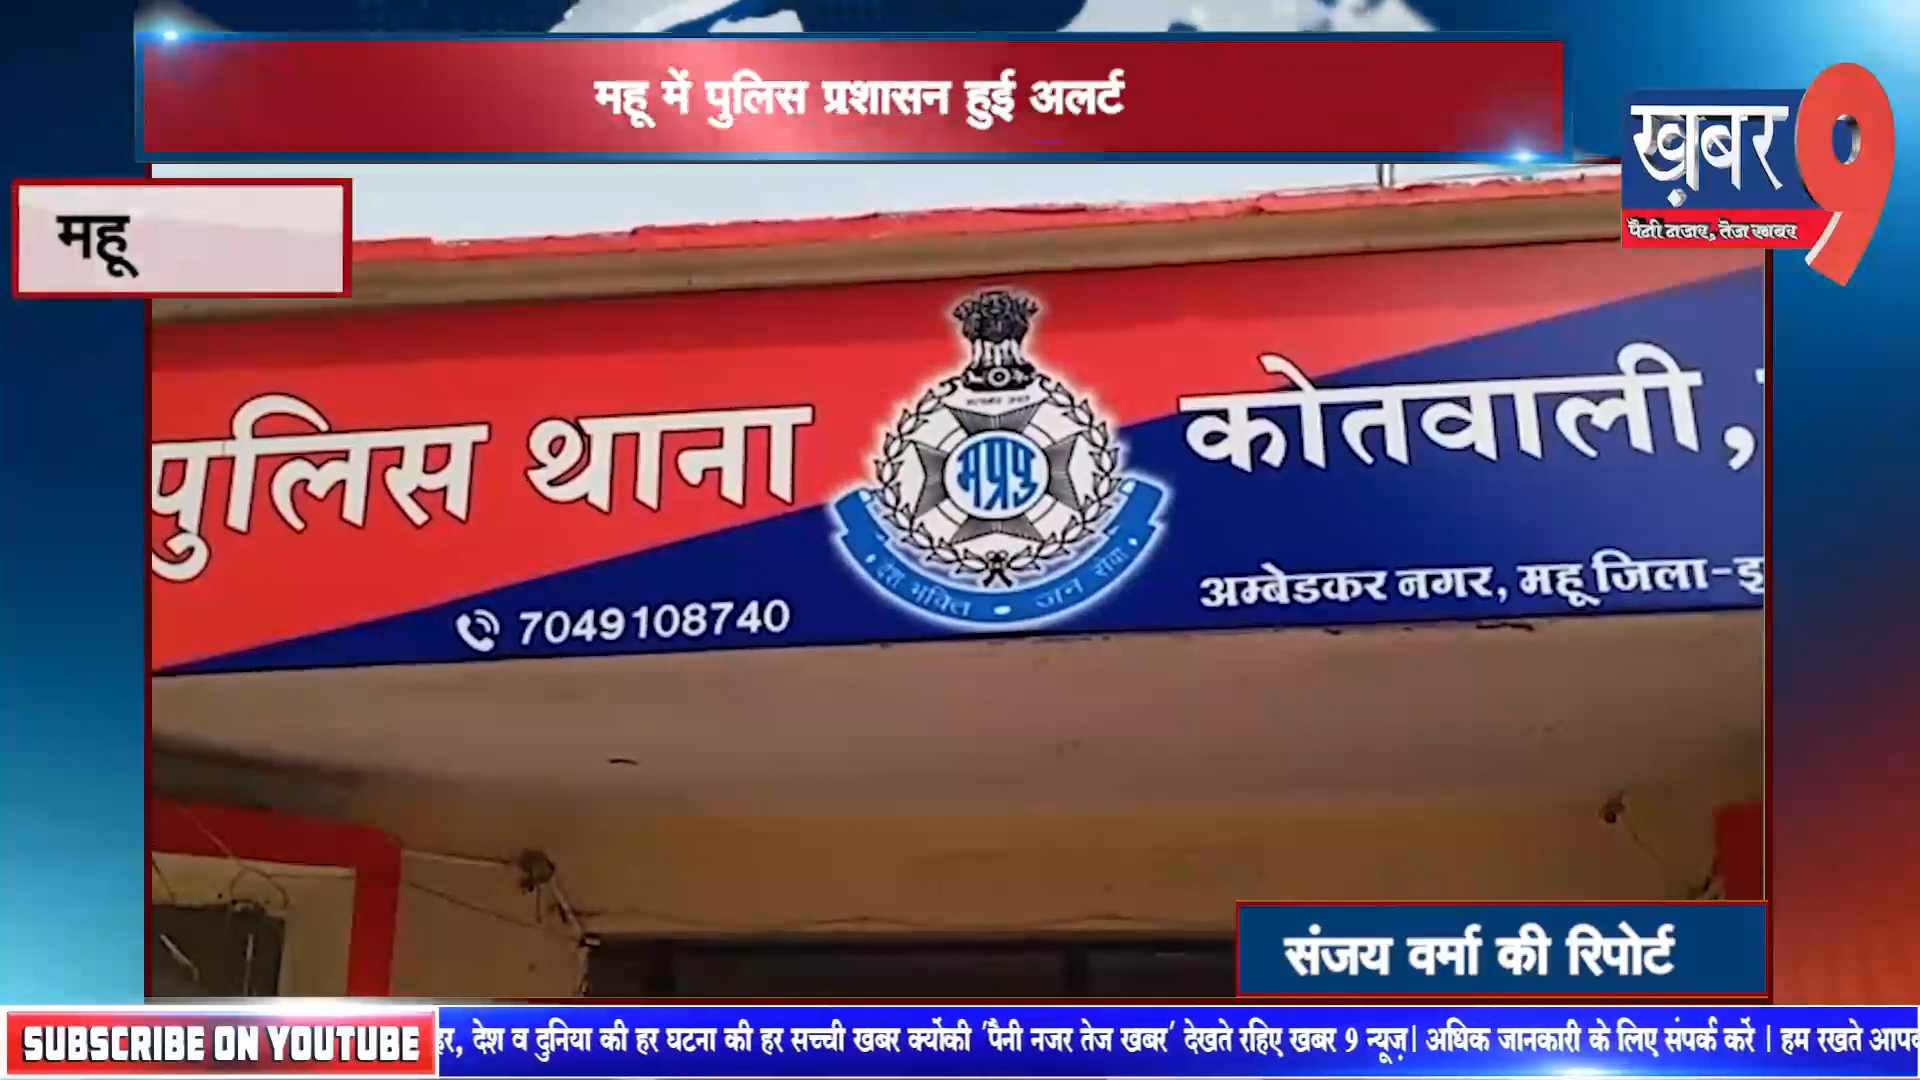 महू में पुलिस प्रशासन हुई अलर्ट
ख़बर 9
पैनी नजर, तेज खबर
महू
पुलिस थाना कोतवाली,
मप्रपु
देश भक्ति • जन सेवा
7049108740
अम्बेडकर नगर, महू जिला-इ
संजय वर्मा की रिपोर्ट
SUBSCRIBE ON YOUTUBE
हर, देश व दुनिया की हर घटना की हर सच्ची खबर क्योंकी 'पैनी नजर तेज खबर' देखते रहिए खबर 9 न्यूज़| अधिक जानकारी के लिए संपर्क करें | हम रखते आपक